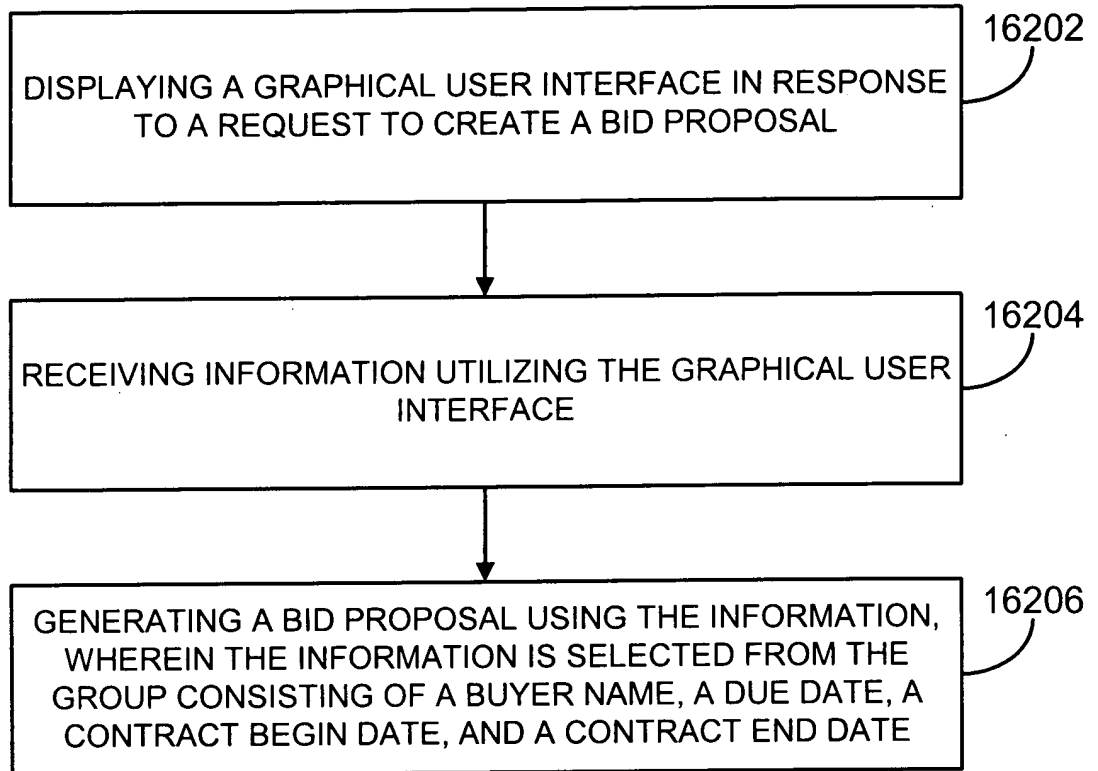 16202
DISPLAYING A GRAPHICAL USER INTERFACE IN RESPONSE
TO A REQUEST TO CREATE A BID PROPOSAL
16204
RECEIVING INFORMATION UTILIZING THE GRAPHICAL USER
INTERFACE
16206
GENERATING A BID PROPOSAL USING THE INFORMATION,
WHEREIN THE INFORMATION IS SELECTED FROM THE
GROUP CONSISTING OF A BUYER NAME, A DUE DATE, A
CONTRACT BEGIN DATE, AND A CONTRACT END DATE